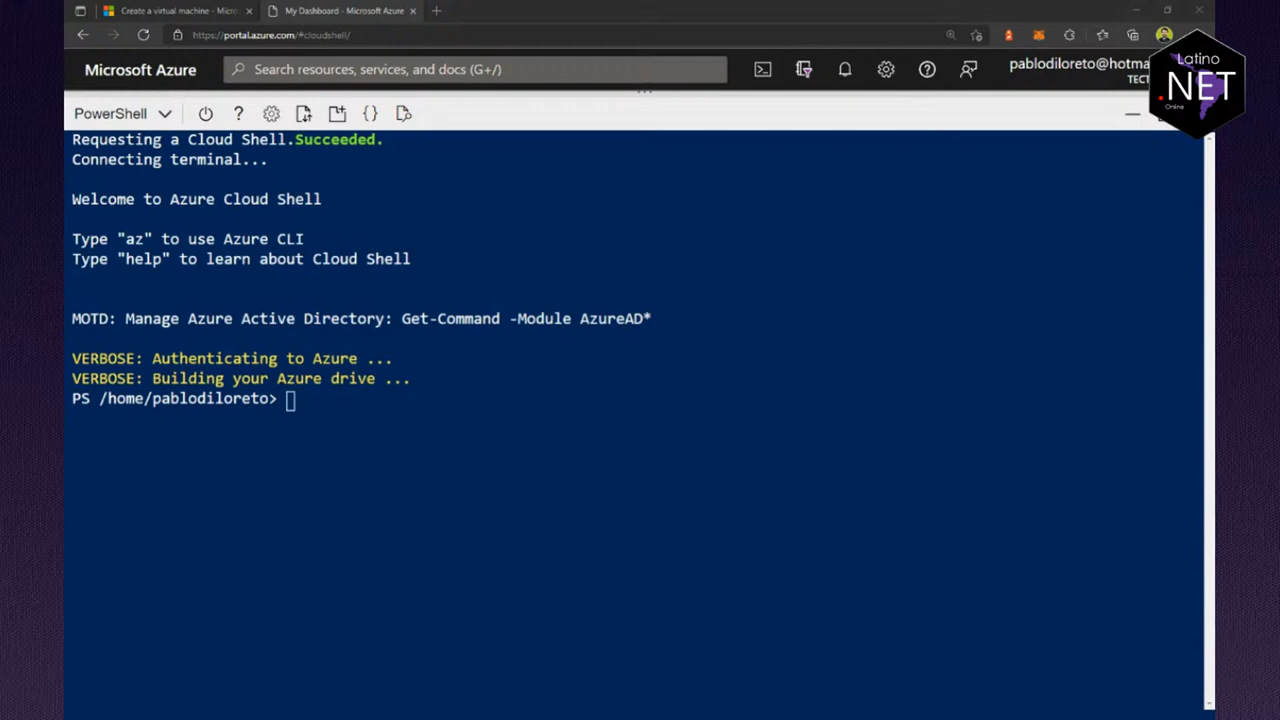 Create a virtual machine - Micro
My Dashboard - Microsoft Azure
https://portal.azure.com/#cloudshell/
Microsoft Azure
Search resources, services, and docs (G+/)
pablodiloreto@hotma
Latino
.NET
Online
PowerShell
Requesting a Cloud Shell.Succeeded.
Connecting terminal...
Welcome to Azure Cloud Shell
Type "az" to use Azure CLI
Type "help" to learn about Cloud Shell
MOTD: Manage Azure Active Directory: Get-Command -Module AzureAD*
VERBOSE: Authenticating to Azure ...
VERBOSE: Building your Azure drive ...
PS /home/pablodiloreto>